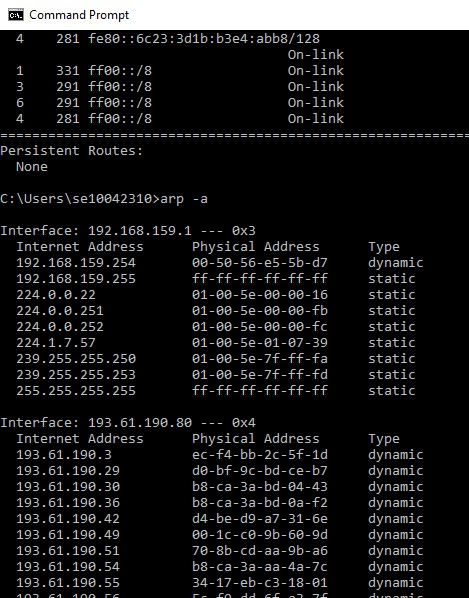 Command Prompt
4    281 fe80::6c23:3d1b:b3e4:abb8/128
On-link
1    331 ff00::/8                 On-link
3    291 ff00::/8                 On-link
6    291 ff00::/8                 On-link
4    281 ff00::/8                 On-link
===========================================================
Persistent Routes:
None
C:\Users\se10042310>arp -a
Interface: 192.168.159.1 --- 0x3
Internet Address      Physical Address      Type
192.168.159.254       00-50-56-e5-5b-d7     dynamic
192.168.159.255       ff-ff-ff-ff-ff-ff     static
224.0.0.22            01-00-5e-00-00-16     static
224.0.0.251           01-00-5e-00-00-fb     static
224.0.0.252           01-00-5e-00-00-fc     static
224.1.7.57            01-00-5e-01-07-39     static
239.255.255.250       01-00-5e-7f-ff-fa     static
239.255.255.253       01-00-5e-7f-ff-fd     static
255.255.255.255       ff-ff-ff-ff-ff-ff     static
Interface: 193.61.190.80 --- 0x4
Internet Address      Physical Address      Type
193.61.190.3          ec-f4-bb-2c-5f-1d     dynamic
193.61.190.29         d0-bf-9c-bd-ce-b7     dynamic
193.61.190.30         b8-ca-3a-bd-04-43     dynamic
193.61.190.36         b8-ca-3a-bd-0a-f2     dynamic
193.61.190.42         d4-be-d9-a7-31-6e     dynamic
193.61.190.49         00-1c-c0-9b-60-9d     dynamic
193.61.190.51         70-8b-cd-aa-9b-a6     dynamic
193.61.190.54         b8-ca-3a-aa-4a-7c     dynamic
193.61.190.55         34-17-eb-c3-18-01     dynamic